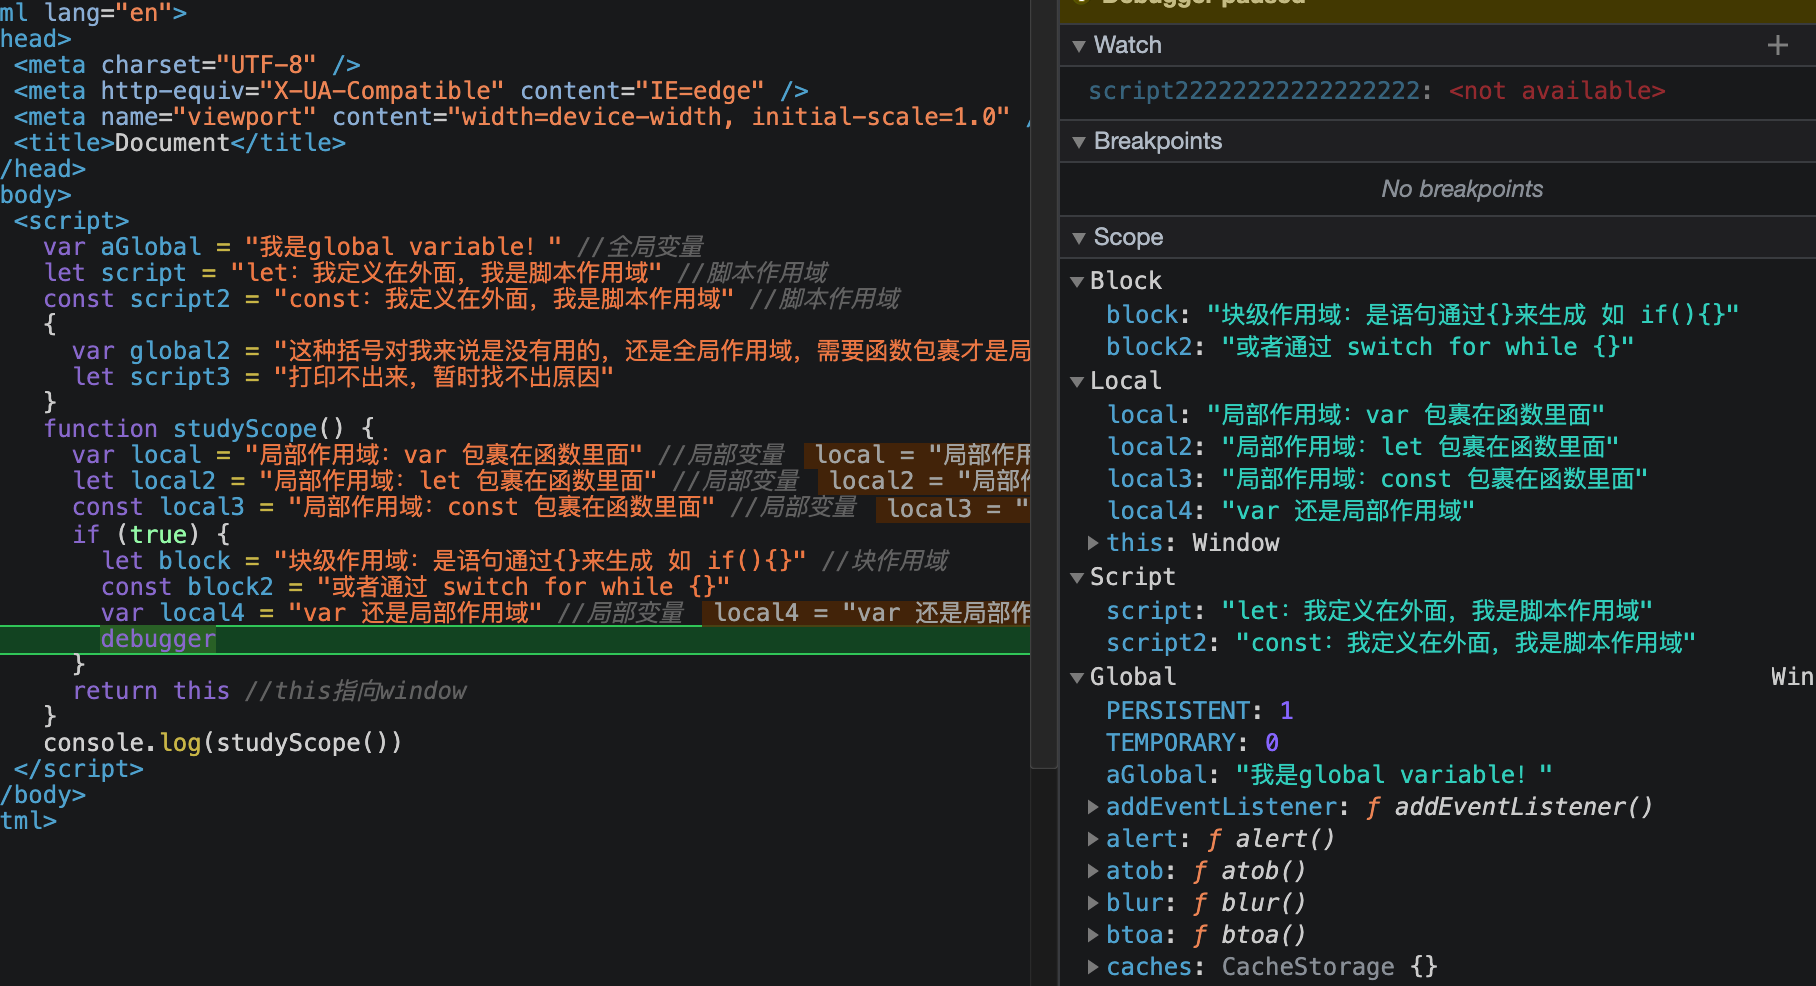 ml lang="en">
head>
<meta charset="UTF-8" />
<meta http-equiv="X-UA-Compatible" content="IE=edge" />
<meta name="viewport" content="width=device-width, initial-scale=1.0" /
<title>Document</title>
/head>
body>
<script>
var aGlobal = "我是global variable！" //全局变量
let script = "let：我定义在外面，我是脚本作用域" //脚本作用域
const script2 = "const：我定义在外面，我是脚本作用域" //脚本作用域
{
var global2 = "这种括号对我来说是没有用的，还是全局作用域，需要函数包裹才是局
let script3 = "打印不出来，暂时找不出原因"
}
function studyScope() {
var local = "局部作用域：var 包裹在函数里面" //局部变量 local = "局部作用
let local2 = "局部作用域：let 包裹在函数里面" //局部变量 local2 = "局部作
const local3 = "局部作用域：const 包裹在函数里面" //局部变量 local3 = "
if (true) {
let block = "块级作用域：是语句通过{}来生成 如 if(){}" //块作用域
const block2 = "或者通过 switch for while {}"
var local4 = "var 还是局部作用域" //局部变量 local4 = "var 还是局部作
debugger
}
return this //this指向window
}
console.log(studyScope())
</script>
/body>
tml>
Debugger paused
Watch
script22222222222222222: <not available>
Breakpoints
No breakpoints
Scope
Block
block: "块级作用域：是语句通过{}来生成 如 if(){}"
block2: "或者通过 switch for while {}"
Local
local: "局部作用域：var 包裹在函数里面"
local2: "局部作用域：let 包裹在函数里面"
local3: "局部作用域：const 包裹在函数里面"
local4: "var 还是局部作用域"
this: Window
Script
script: "let：我定义在外面，我是脚本作用域"
script2: "const：我定义在外面，我是脚本作用域"
Global Win
PERSISTENT: 1
TEMPORARY: 0
aGlobal: "我是global variable！"
addEventListener: ƒ addEventListener()
alert: ƒ alert()
atob: ƒ atob()
blur: ƒ blur()
btoa: ƒ btoa()
caches: CacheStorage {}